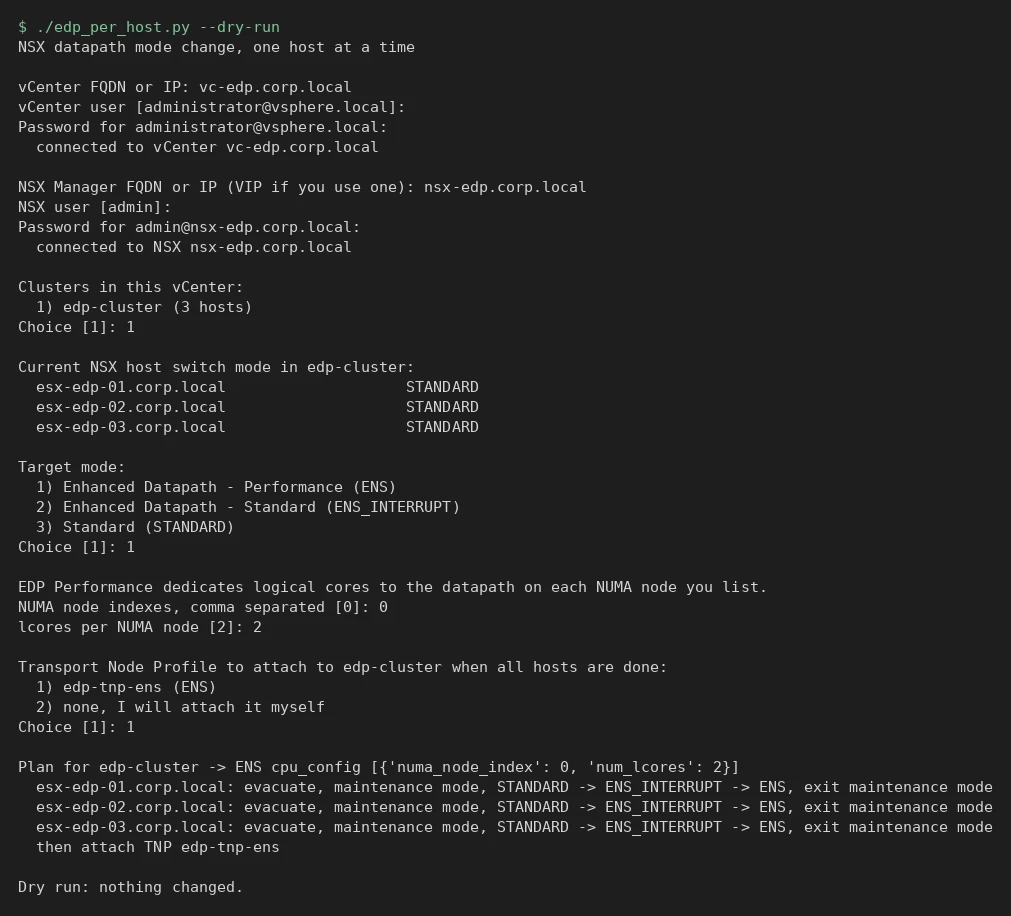 $ ./edp_per_host.py --dry-run
NSX datapath mode change, one host at a time
vCenter FQDN or IP: vc-edp.corp.local
vCenter user [administrator@vsphere.local]:
Password for administrator@vsphere.local:
connected to vCenter vc-edp.corp.local
NSX Manager FQDN or IP (VIP if you use one): nsx-edp.corp.local
NSX user [admin]:
Password for admin@nsx-edp.corp.local:
connected to NSX nsx-edp.corp.local
Clusters in this vCenter:
1) edp-cluster (3 hosts)
Choice [1]: 1
Current NSX host switch mode in edp-cluster:
esx-edp-01.corp.local STANDARD
esx-edp-02.corp.local STANDARD
esx-edp-03.corp.local STANDARD
Target mode:
1) Enhanced Datapath - Performance (ENS)
2) Enhanced Datapath - Standard (ENS_INTERRUPT)
3) Standard (STANDARD)
Choice [1]: 1
EDP Performance dedicates logical cores to the datapath on each NUMA node you list.
NUMA node indexes, comma separated [0]: 0
lcores per NUMA node [2]: 2
Transport Node Profile to attach to edp-cluster when all hosts are done:
1) edp-tnp-ens (ENS)
2) none, I will attach it myself
Choice [1]: 1
Plan for edp-cluster -> ENS cpu_config [{'numa_node_index': 0, 'num_lcores': 2}]
esx-edp-01.corp.local: evacuate, maintenance mode, STANDARD -> ENS_INTERRUPT -> ENS, exit maintenance mode
esx-edp-02.corp.local: evacuate, maintenance mode, STANDARD -> ENS_INTERRUPT -> ENS, exit maintenance mode
esx-edp-03.corp.local: evacuate, maintenance mode, STANDARD -> ENS_INTERRUPT -> ENS, exit maintenance mode
then attach TNP edp-tnp-ens
Dry run: nothing changed.